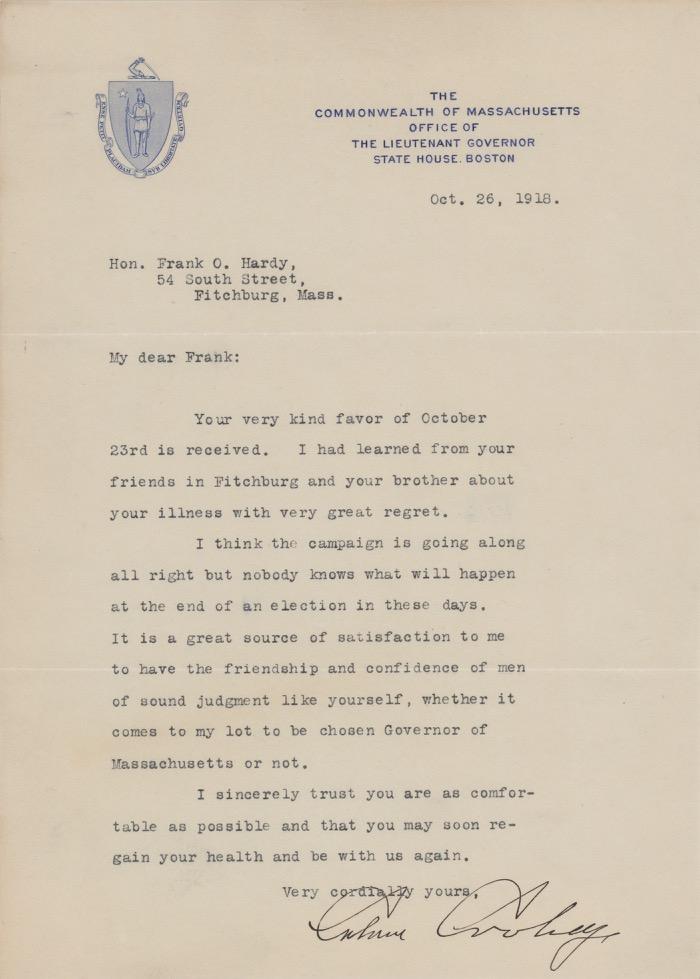 THE
COMMONWEALTH OF MASSACHUSETTS
OFFICE OF
THE LIEUTENANT GOVERNOR
STATE HOUSE. BOSTON
ENSE PETIT PLACIDAM SUB LIBERTATE QUIETEM
Oct. 26, 1918.
Hon. Frank O. Hardy,
54 South Street,
Fitchburg, Mass.
My dear Frank:
Your very kind favor of October
23rd is received. I had learned from your
friends in Fitchburg and your brother about
your illness with very great regret.
I think the campaign is going along
all right but nobody knows what will happen
at the end of an election in these days.
It is a great source of satisfaction to me
to have the friendship and confidence of men
of sound judgment like yourself, whether it
comes to my lot to be chosen Governor of
Massachusetts or not.
I sincerely trust you are as comfor-
table as possible and that you may soon re-
gain your health and be with us again.
Very cordially yours,
Calvin Coolidge